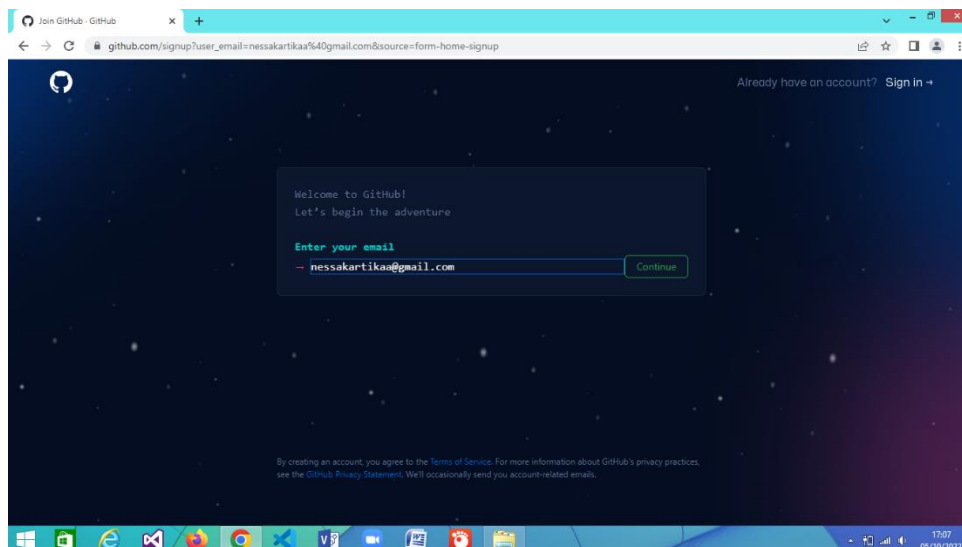 Join GitHub · GitHub
github.com/signup?user_email=nessakartikaa%40gmail.com&source=form-home-signup
Already have an account? Sign in →
Welcome to GitHub!
Let's begin the adventure
Enter your email
→ nessakartikaa@gmail.com Continue
By creating an account, you agree to the Terms of Service. For more information about GitHub's privacy practices,
see the GitHub Privacy Statement. We'll occasionally send you account-related emails.
17:07